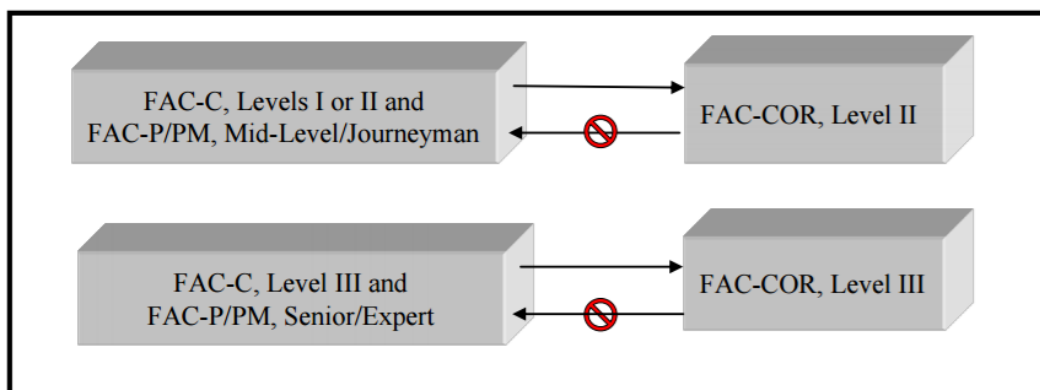 FAC-C, Levels I or II and
FAC-P/PM, Mid-Level/Journeyman
FAC-COR, Level II
FAC-C, Level III and
FAC-P/PM, Senior/Expert
FAC-COR, Level III